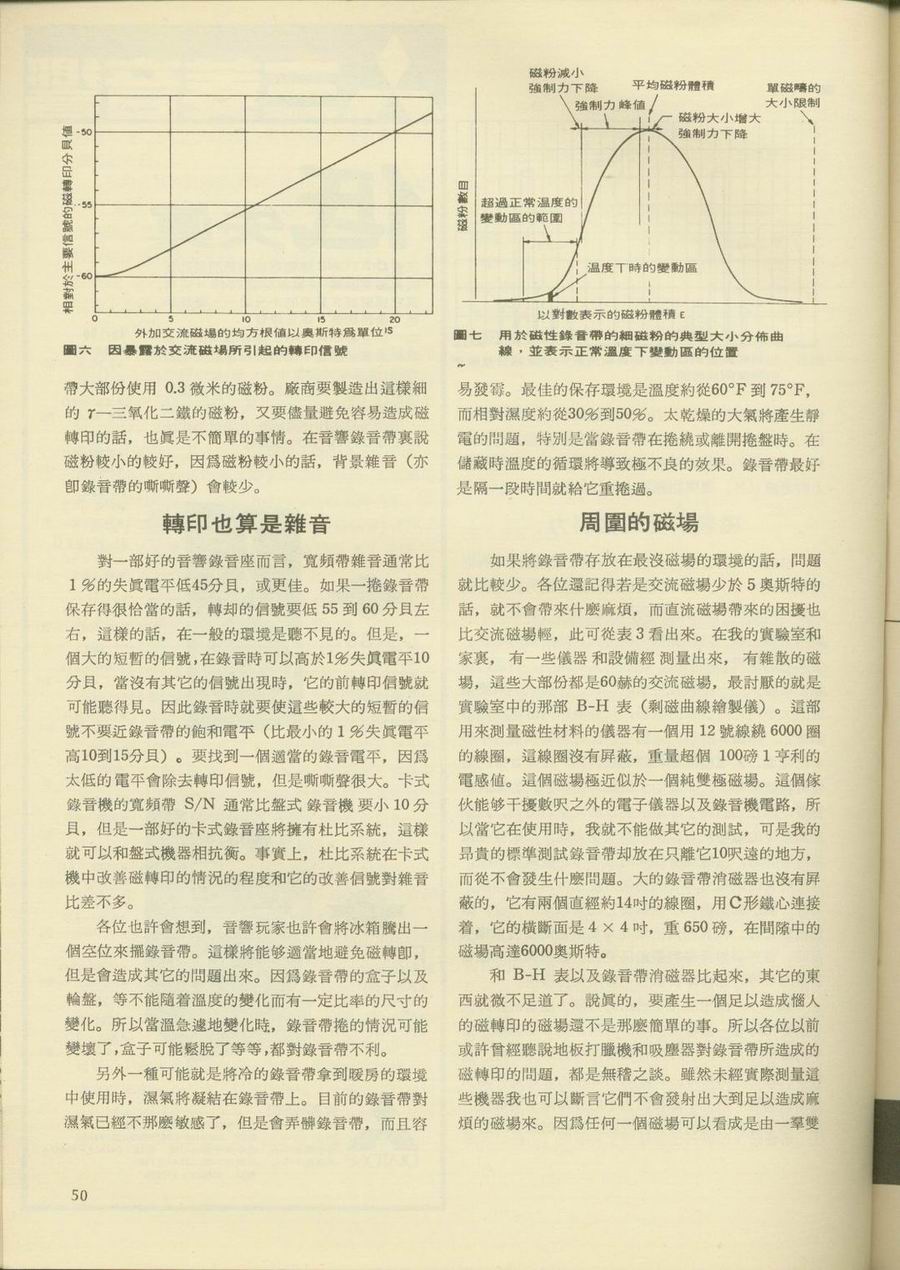 相對於主要信號的磁轉印分貝值
-50
-55
-60
0 5 10 15 20
外加交流磁場的均方根值以奧斯特為單位
圖六 因暴露於交流磁場所引起的轉印信號
帶大部份使用 0.3 微米的磁粉。廠商要製造出這樣細
的 r—三氧化二鐵的磁粉，又要儘量避免容易造成磁
轉印的話，也眞是不簡單的事情。在音響錄音帶裏說
磁粉較小的較好，因爲磁粉較小的話，背景雜音（亦
卽錄音帶的嘶嘶聲）會較少。
轉印也算是雜音
對一部好的音響錄音座而言，寬頻帶雜音通常比
1％的失眞電平低45分貝，或更佳。如果一捲錄音帶
保存得很恰當的話，轉却的信號要低 55 到 60 分貝左
右，這樣的話，在一般的環境是聽不見的。但是，一
個大的短暫的信號，在錄音時可以高於1％失眞電平10
分貝，當沒有其它的信號出現時，它的前轉印信號就
可能聽得見。因此錄音時就要使這些較大的短暫的信
號不要近錄音帶的飽和電平（比最小的 1％失眞電平
高10到15分貝）。要找到一個適當的錄音電平，因爲
太低的電平會除去轉印信號，但是嘶嘶聲很大。卡式
錄音機的寬頻帶 S/N 通常比盤式 錄音機 要小 10 分
貝，但是一部好的卡式錄音座將擁有杜比系統，這樣
就可以和盤式機器相抗衡。事實上，杜比系統在卡式
機中改善磁轉印的情況的程度和它的改善信號對雜音
比差不多。
各位也許會想到，音響玩家也許會將冰箱騰出一
個空位來擺錄音帶。這樣將能够適當地避免磁轉卽，
但是會造成其它的問題出來。因爲錄音帶的盒子以及
輪盤，等不能隨着溫度的變化而有一定比率的尺寸的
變化。所以當溫急遽地變化時，錄音帶捲的情況可能
變壞了，盒子可能鬆脫了等等，都對錄音帶不利。
另外一種可能就是將冷的錄音帶拿到暖房的環境
中使用時，濕氣將凝結在錄音帶上。目前的錄音帶對
濕氣已經不那麼敏感了，但是會弄髒錄音帶，而且容
50
磁粉減小
強制力下降
平均磁粉體積
單磁疇的
大小限制
強制力峰值
磁粉大小增大
強制力下降
磁粉數目
超過正常溫度的
變動區的範圍
溫度T時的變動區
以對數表示的磁粉體積 ε
圖七 用於磁性錄音帶的細磁粉的典型大小分佈曲
線，並表示正常溫度下變動區的位置
~
易發霉。最佳的保存環境是溫度約從60°F 到 75°F，
而相對濕度約從30％到50％。太乾燥的大氣將產生靜
電的問題，特別是當錄音帶在捲繞或離開捲盤時。在
儲藏時溫度的循環將導致極不良的效果。錄音帶最好
是隔一段時間就給它重捲過。
周圍的磁場
如果將錄音帶存放在最沒磁場的環境的話，問題
就比較少。各位還記得若是交流磁場少於 5 奧斯特的
話，就不會帶來什麼麻煩，而直流磁場帶來的困擾也
比交流磁場輕，此可從表 3 看出來。在我的實驗室和
家裏， 有一些儀器 和設備經 測量出來， 有雜散的磁
場，這些大部份都是60赫的交流磁場，最討厭的就是
實驗室中的那部 B-H 表（剩磁曲線繪製儀）。這部
用來測量磁性材料的儀器有一個用 12 號線繞 6000 圈
的線圈，這線圈沒有屏蔽，重量超個 100磅 1 亨利的
電感値。這個磁場極近似於一個純雙極磁場。這個傢
伙能够干擾數呎之外的電子儀器以及錄音機電路，所
以當它在使用時，我就不能做其它的測試，可是我的
昂貴的標準測試錄音帶却放在只離它10呎遠的地方，
而從不會發生什麼問題。大的錄音帶消磁器也沒有屏
蔽的，它有兩個直經約14吋的線圈，用C形鐵心連接
着，它的橫斷面是 4 × 4 吋，重 650 磅，在間隙中的
磁場高達6000奧斯特。
和 B-H 表以及錄音帶消磁器比起來，其它的東
西就微不足道了。說眞的，要產生一個足以造成惱人
的磁轉印的磁場還不是那麼簡單的事。所以各位以前
或許曾經聽說地板打臘機和吸塵器對錄音帶所造成的
磁轉印的問題，都是無稽之談。雖然未經實際測量這
些機器我也可以斷言它們不會發射出大到足以造成麻
煩的磁場來。因爲任何一個磁場可以看成是由一羣雙